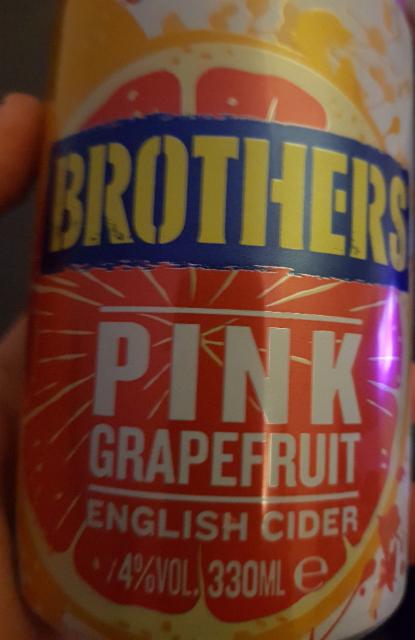 BROTHERS
PINK
GRAPEFRUIT
ENGLISH CIDER
4%VOL. 330ML ℮